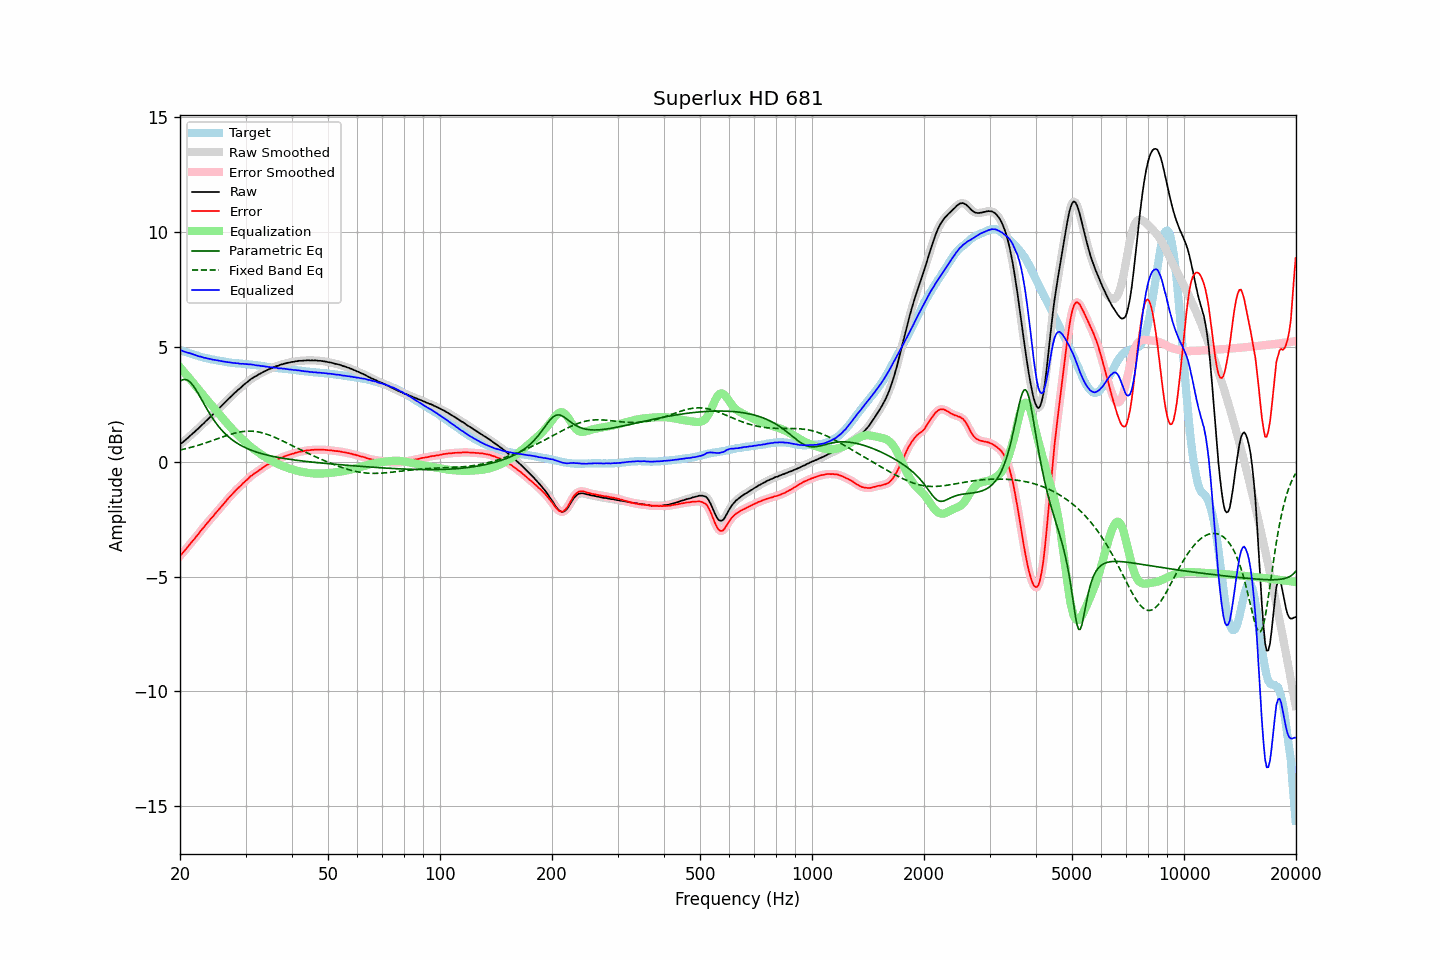 Superlux HD 681
Target
Raw Smoothed
Error Smoothed
Raw
Error
Equalization
Parametric Eq
Fixed Band Eq
Equalized
Amplitude (dBr)
15
10
5
0
−5
−10
−15
20
50
100
200
500
1000
2000
5000
10000
20000
Frequency (Hz)